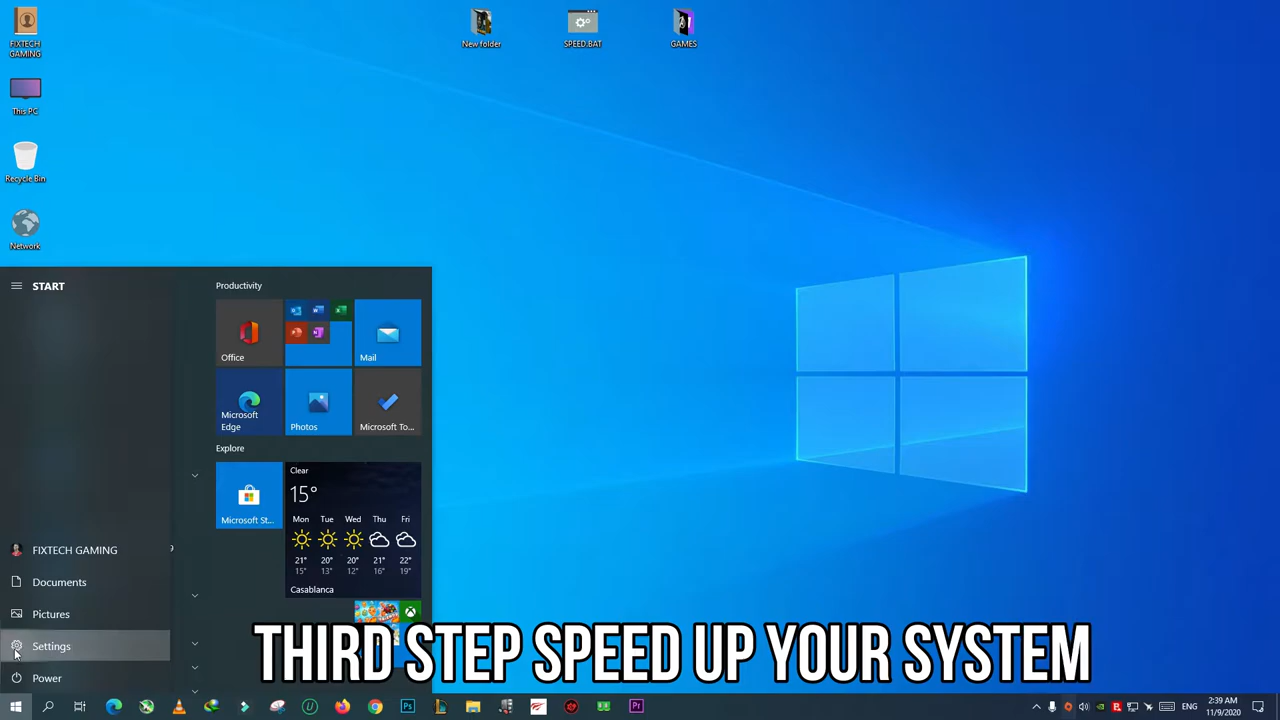 FIXTECH
GAMING
This PC
Recycle Bin
Network
New folder
SPEED.BAT
GAMES
START
FIXTECH GAMING
Documents
Pictures
Settings
Power
Productivity
Office
Mail
Microsoft
Edge
Photos
Microsoft To...
Explore
Microsoft St...
Clear
15°
Mon Tue Wed Thu Fri
21° 20° 20° 21° 22°
15° 13° 12° 16° 19°
Casablanca
THIRD STEP SPEED UP YOUR SYSTEM
Ps
Pr
ENG
2:39 AM
11/9/2020